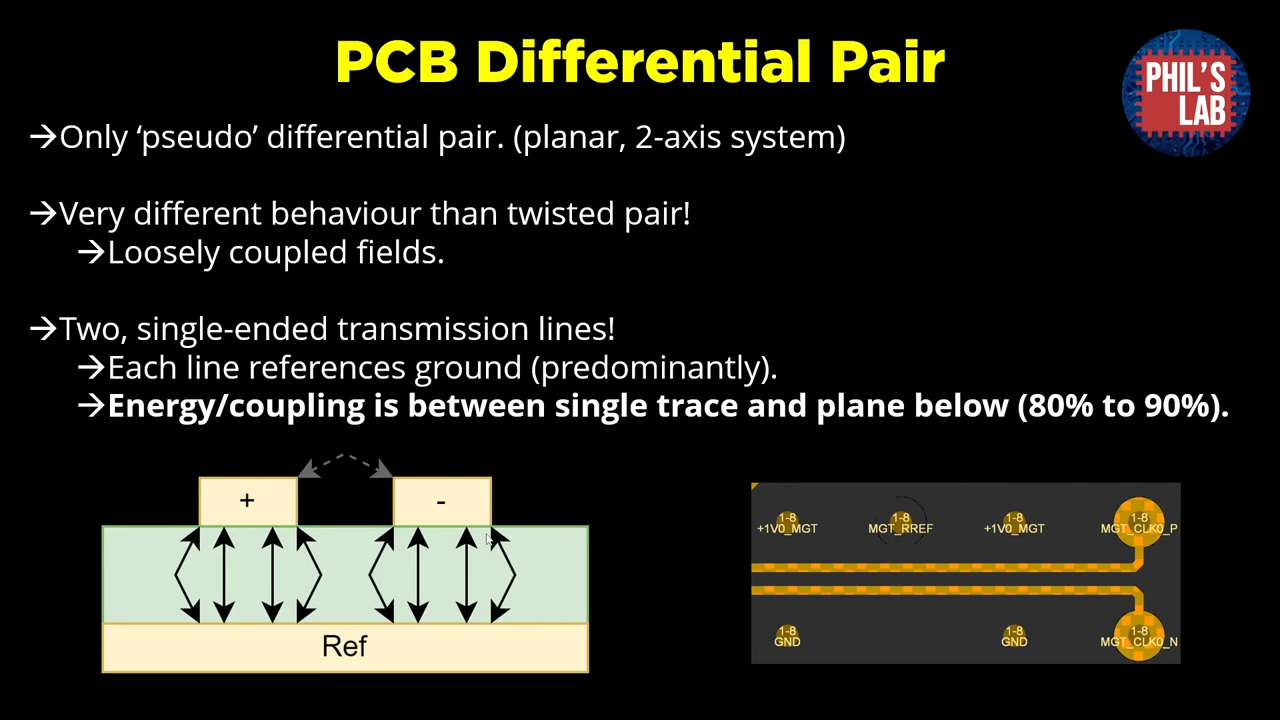 PCB Differential Pair
PHIL'S
LAB
→Only ‘pseudo’ differential pair. (planar, 2-axis system)
→Very different behaviour than twisted pair!
→Loosely coupled fields.
→Two, single-ended transmission lines!
→Each line references ground (predominantly).
→Energy/coupling is between single trace and plane below (80% to 90%).
+
-
Ref
1-8
+1V0_MGT
1-8
MGT_RREF
1-8
+1V0_MGT
1-8
MGT_CLK0_P
1-8
GND
1-8
GND
1-8
MGT_CLK0_N